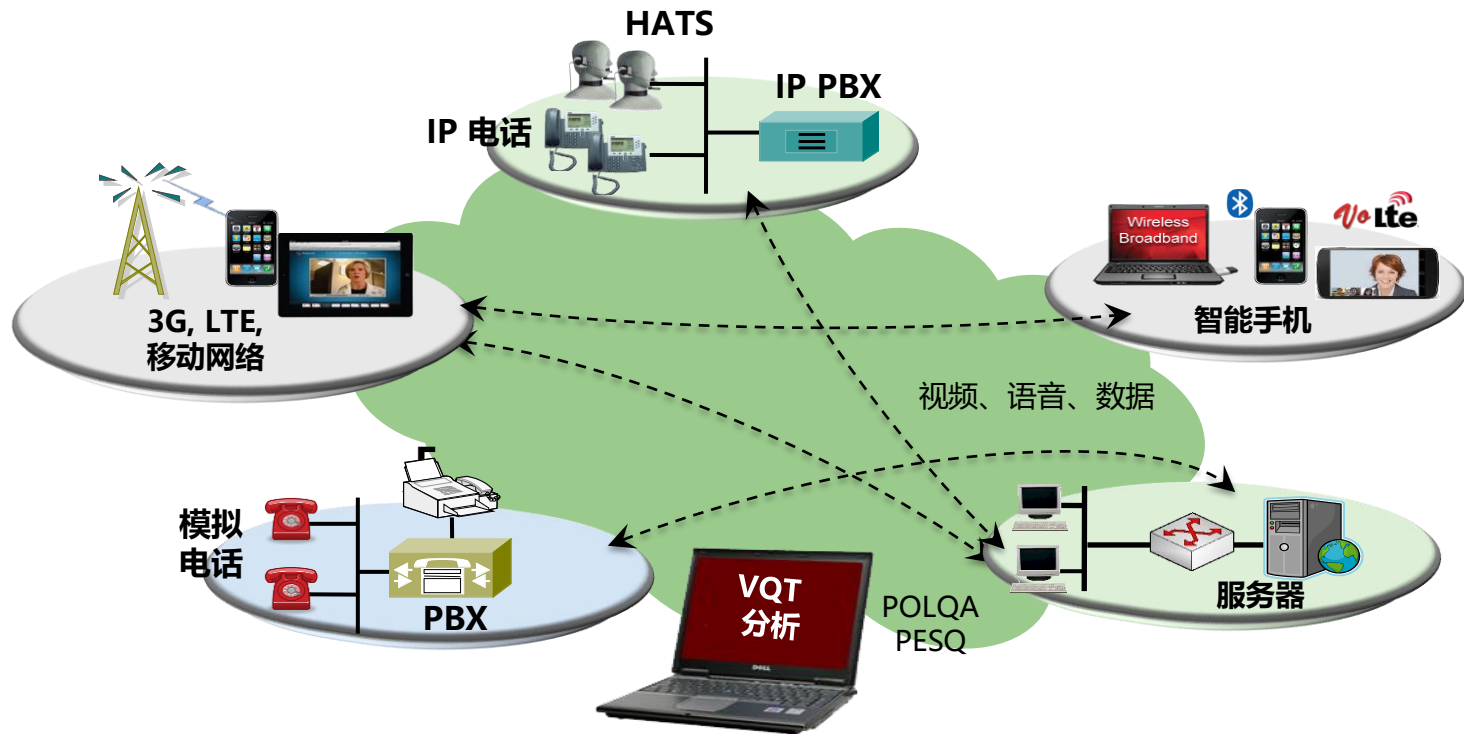 HATS
IP PBX
IP 电话
Wireless
Broadband
VoLte
3G, LTE,
移动网络
智能手机
视频、语音、数据
模拟
电话
PBX
VQT
分析
DELL
POLQA
PESQ
服务器